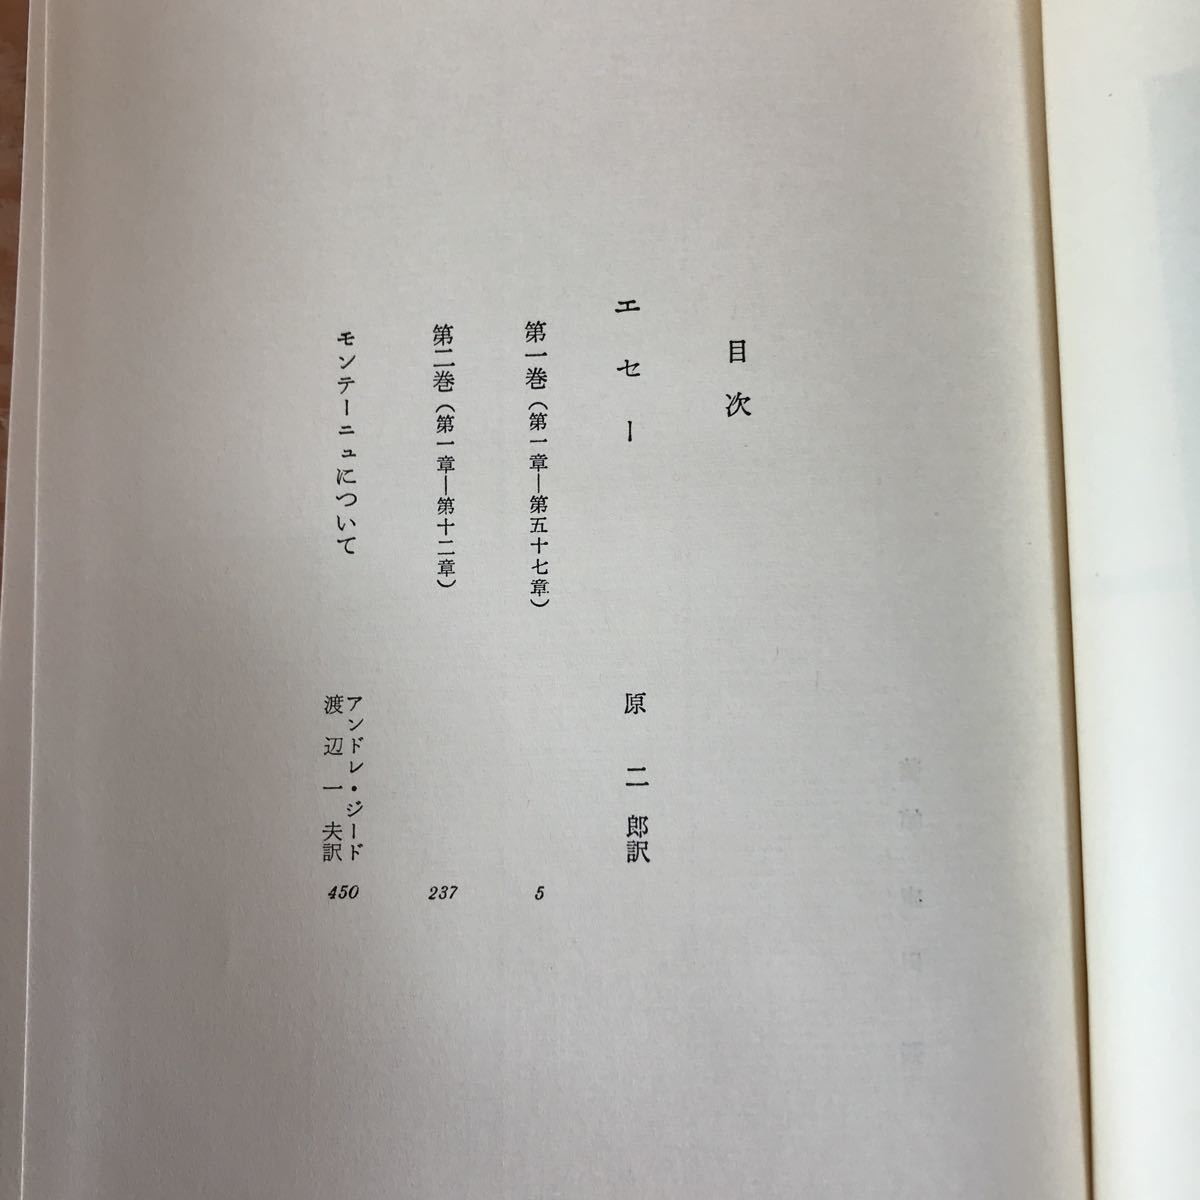 目次
エセー 原二郎訳
第一巻(第一章―第五十七章) 5
第二巻(第一章―第十二章) 237
モンテーニュについて アンドレ・ジード
渡辺一夫訳 450